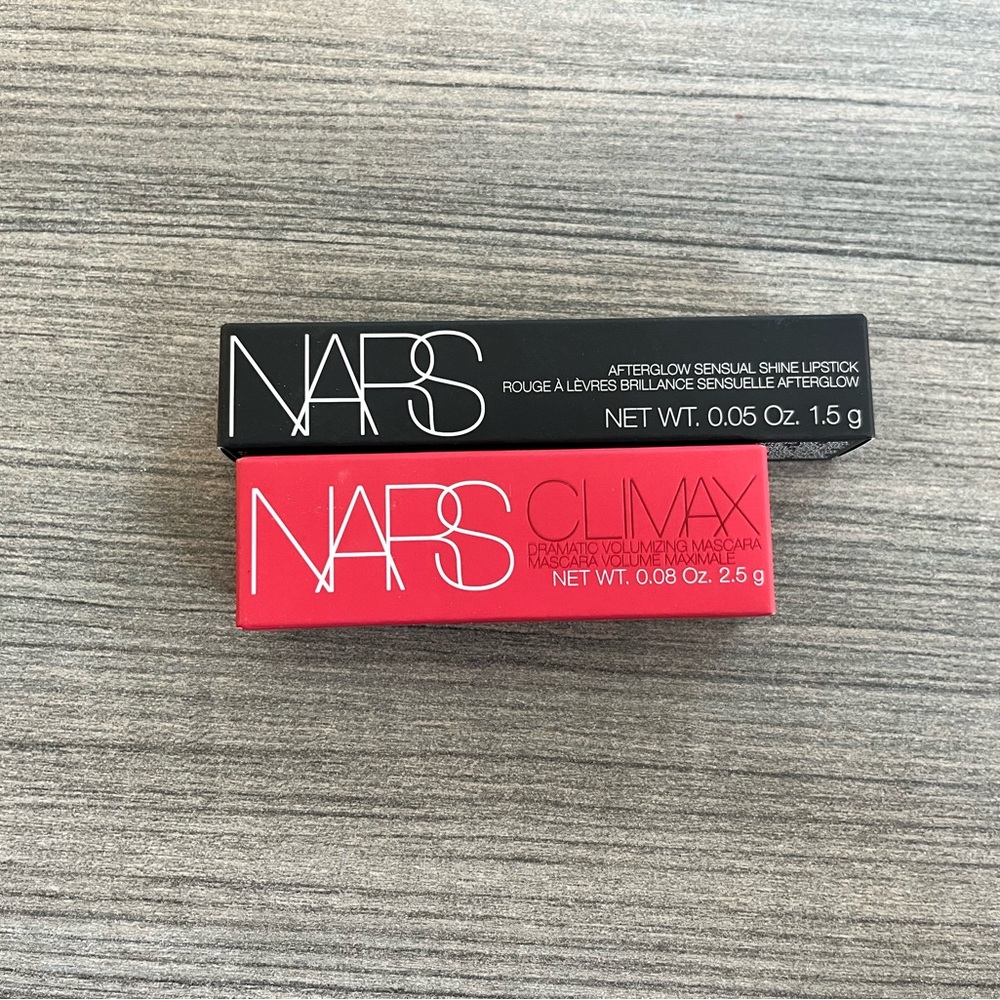 NARS
AFTERGLOW SENSUAL SHINE LIPSTICK
ROUGE À LÈVRES BRILLANCE SENSUELLE AFTERGLOW
NET WT. 0.05 Oz. 1.5 g
NARS
CLIMAX
DRAMATIC VOLUMIZING MASCARA
MASCARA VOLUME MAXIMALE
NET WT. 0.08 Oz. 2.5 g